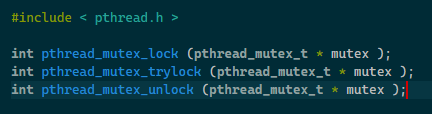 #include < pthread.h >
int pthread_mutex_lock (pthread_mutex_t * mutex );
int pthread_mutex_trylock (pthread_mutex_t * mutex );
int pthread_mutex_unlock (pthread_mutex_t * mutex );